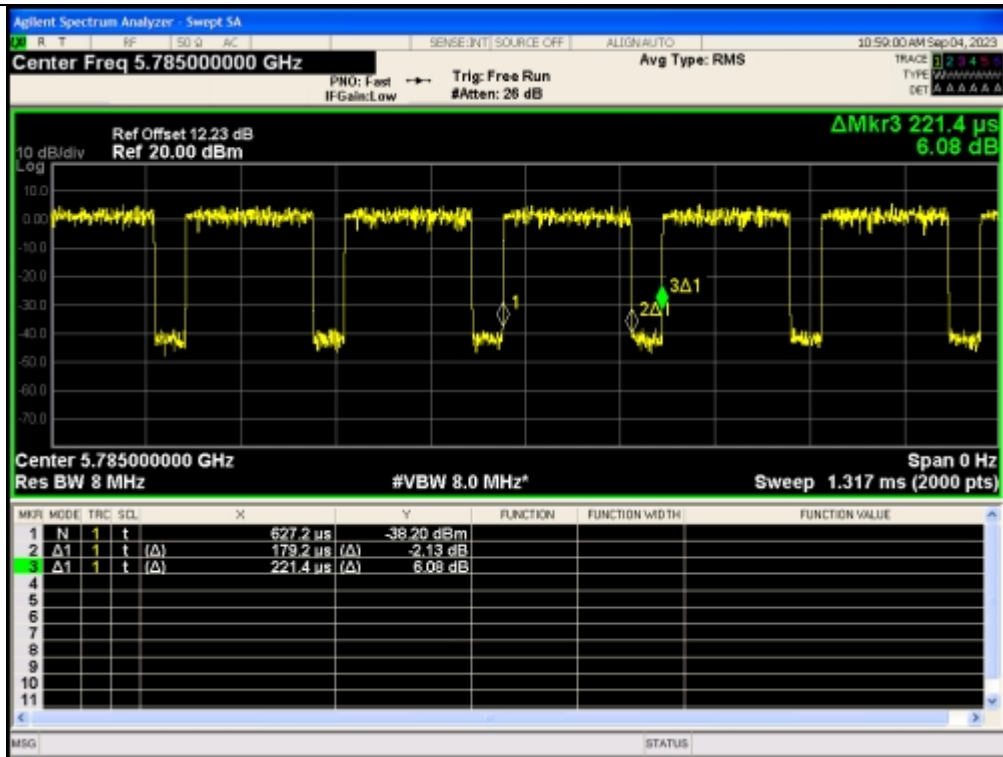 Agilent Spectrum Analyzer - Swept SA
R T RF 50 Ω AC SENSE:INT SOURCE OFF ALIGNAUTO 10:59:00 AM Sep 04, 2023
Center Freq 5.785000000 GHz Avg Type: RMS TRACE 1 2 3 4 5 6
PNO: Fast Trig: Free Run TYPE
IFGain:Low #Atten: 26 dB DET A A A A A A
ΔMkr3 221.4 µs
6.08 dB
Ref Offset 12.23 dB
10 dB/div Ref 20.00 dBm
Log
10.0
0.00
-10.0
-20.0
-30.0
-40.0
-50.0
-60.0
-70.0
1
2Δ1
3Δ1
Center 5.785000000 GHz Span 0 Hz
Res BW 8 MHz #VBW 8.0 MHz* Sweep 1.317 ms (2000 pts)
MKR MODE TRC SCL X Y FUNCTION FUNCTION WIDTH FUNCTION VALUE
1 N 1 t 627.2 µs -38.20 dBm
2 Δ1 1 t (Δ) 179.2 µs (Δ) -2.13 dB
3 Δ1 1 t (Δ) 221.4 µs (Δ) 6.08 dB
4
5
6
7
8
9
10
11
MSG STATUS